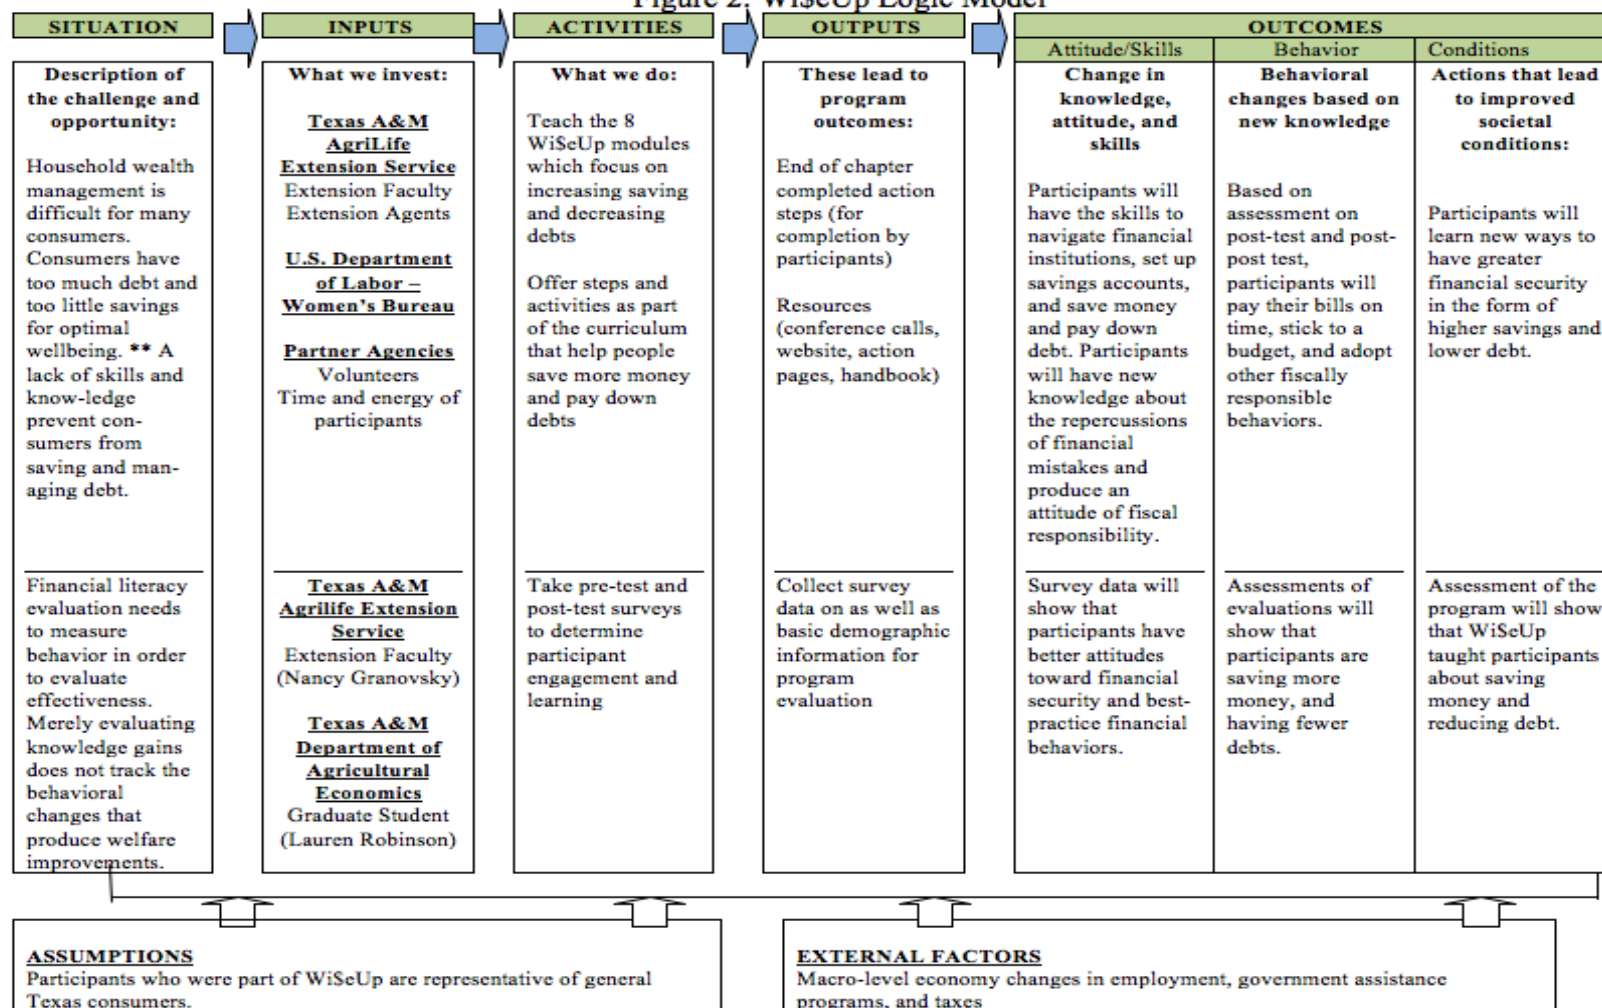 Figure 2. Wi$eUp Logic Model
SITUATION
INPUTS
ACTIVITIES
OUTPUTS
OUTCOMES
Attitude/Skills
Behavior
Conditions
Description of
the challenge and
opportunity:
Household wealth
management is
difficult for many
consumers.
Consumers have
too much debt and
too little savings
for optimal
wellbeing. ** A
lack of skills and
know-ledge
prevent con-
sumers from
saving and man-
aging debt.
Financial literacy
evaluation needs
to measure
behavior in order
to evaluate
effectiveness.
Merely evaluating
knowledge gains
does not track the
behavioral
changes that
produce welfare
improvements.
What we invest:
Texas A&M
AgriLife
Extension Service
Extension Faculty
Extension Agents
U.S. Department
of Labor –
Women's Bureau
Partner Agencies
Volunteers
Time and energy of
participants
Texas A&M
Agrilife Extension
Service
Extension Faculty
(Nancy Granovsky)
Texas A&M
Department of
Agricultural
Economics
Graduate Student
(Lauren Robinson)
What we do:
Teach the 8
Wi$eUp modules
which focus on
increasing saving
and decreasing
debts
Offer steps and
activities as part
of the curriculum
that help people
save more money
and pay down
debts
Take pre-test and
post-test surveys
to determine
participant
engagement and
learning
These lead to
program
outcomes:
End of chapter
completed action
steps (for
completion by
participants)
Resources
(conference calls,
website, action
pages, handbook)
Collect survey
data on as well as
basic demographic
information for
program
evaluation
Change in
knowledge,
attitude, and
skills
Participants will
have the skills to
navigate financial
institutions, set up
savings accounts,
and save money
and pay down
debt. Participants
will have new
knowledge about
the repercussions
of financial
mistakes and
produce an
attitude of fiscal
responsibility.
Survey data will
show that
participants have
better attitudes
toward financial
security and best-
practice financial
behaviors.
Behavioral
changes based on
new knowledge
Based on
assessment on
post-test and post-
post test,
participants will
pay their bills on
time, stick to a
budget, and adopt
other fiscally
responsible
behaviors.
Assessments of
evaluations will
show that
participants are
saving more
money, and
having fewer
debts.
Actions that lead
to improved
societal
conditions:
Participants will
learn new ways to
have greater
financial security
in the form of
higher savings and
lower debt.
Assessment of the
program will show
that Wi$eUp
taught participants
about saving
money and
reducing debt.
ASSUMPTIONS
Participants who were part of Wi$eUp are representative of general
Texas consumers.
EXTERNAL FACTORS
Macro-level economy changes in employment, government assistance
programs, and taxes